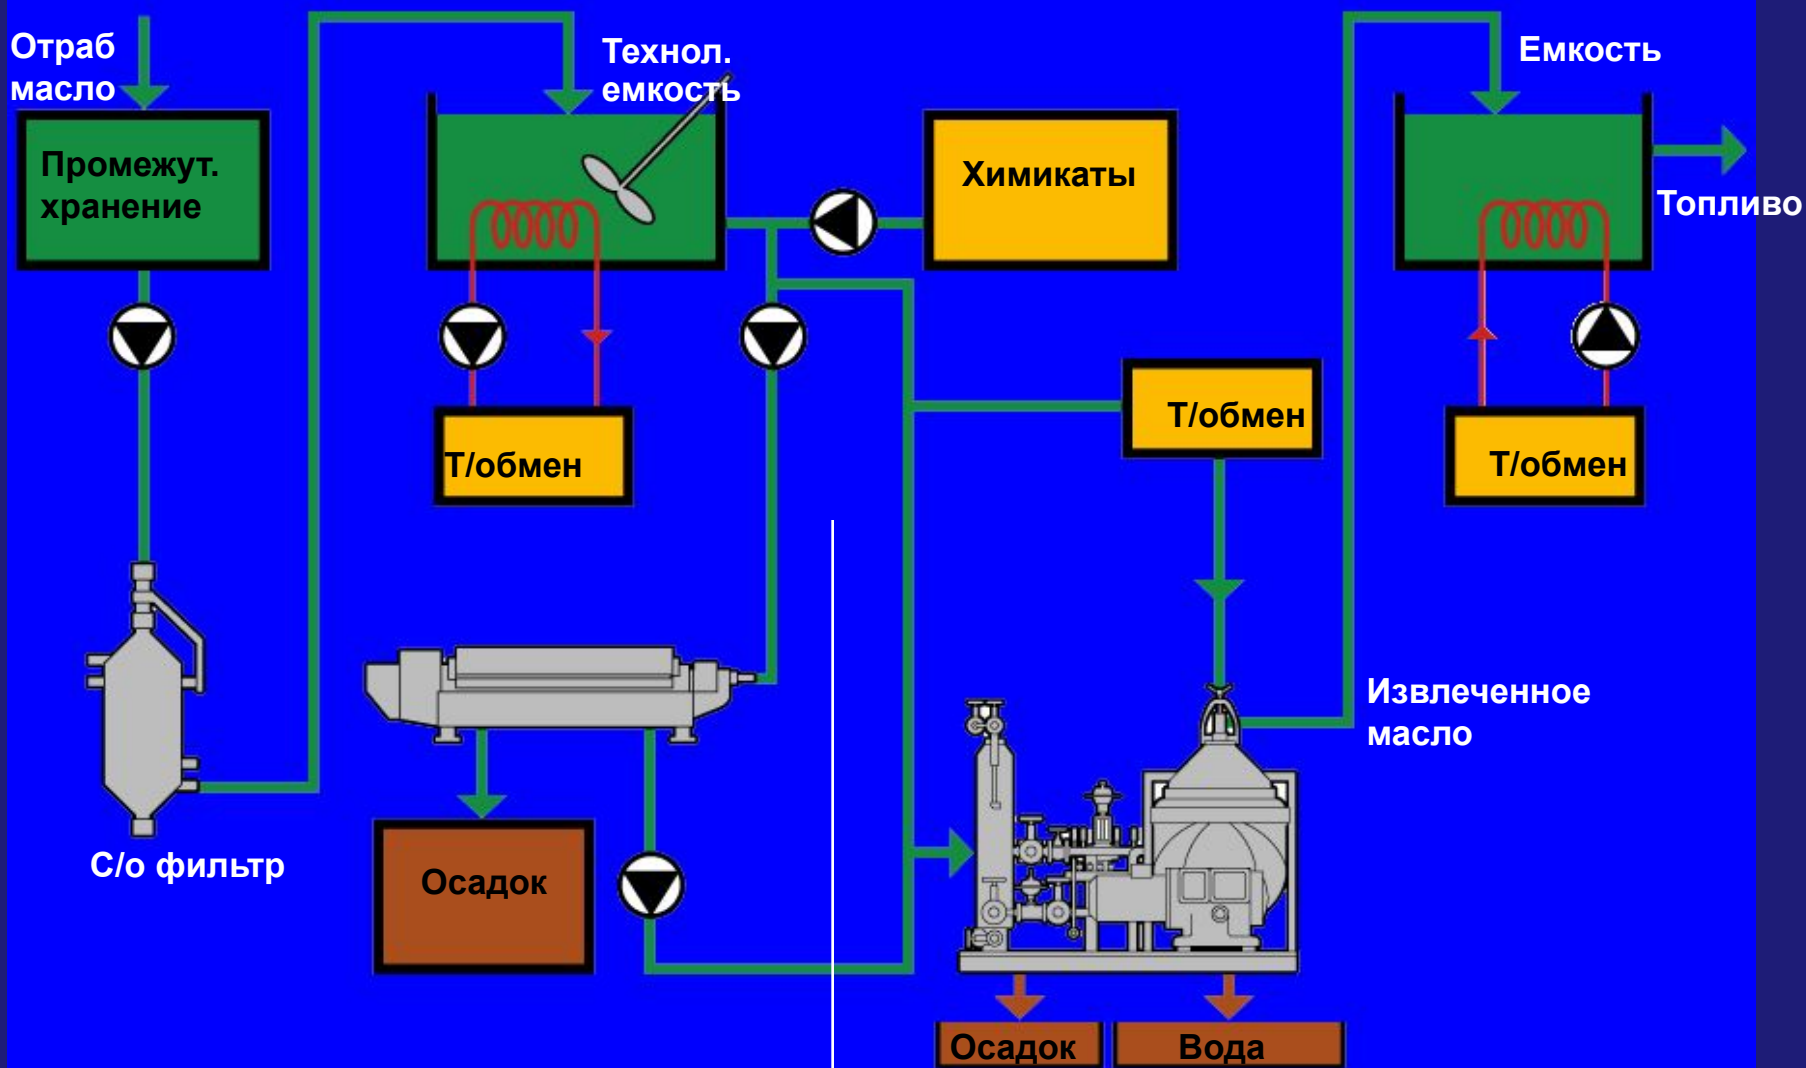 Отраб
масло
Технол.
емкость
Емкость
Промежут.
хранение
Химикаты
Топливо
Т/обмен
Т/обмен
Т/обмен
Извлеченное
масло
С/о фильтр
Осадок
Осадок
Вода